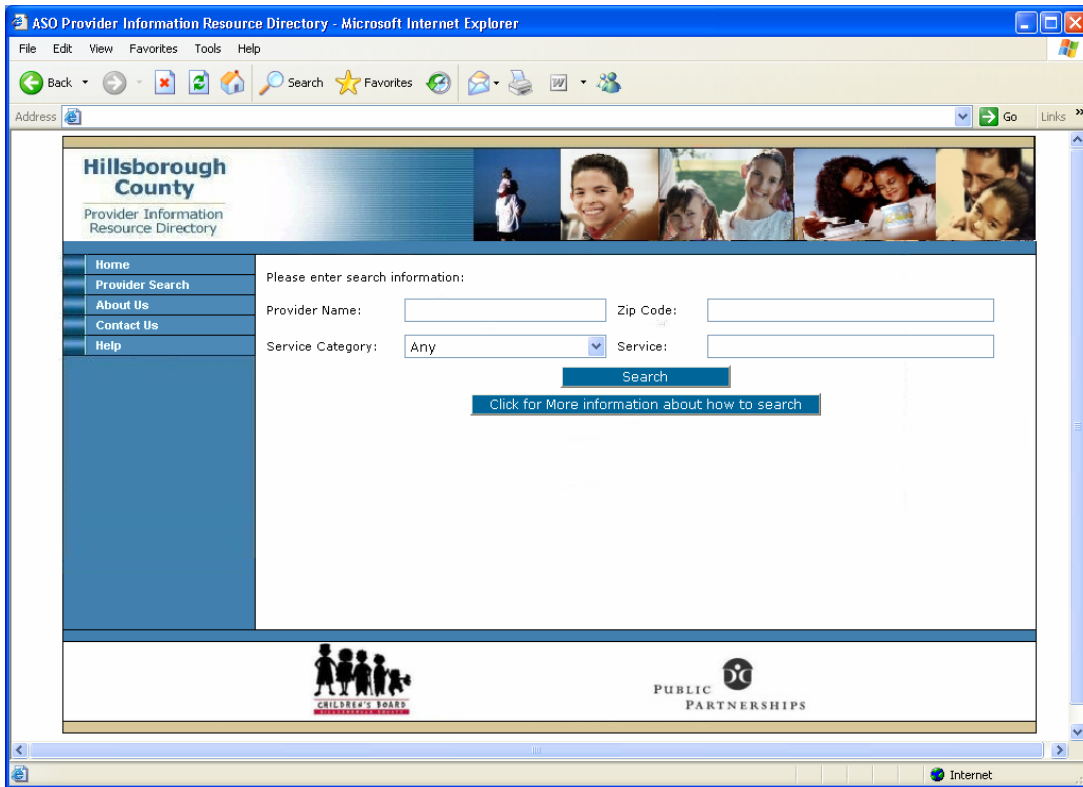 ASO Provider Information Resource Directory - Microsoft Internet Explorer
File Edit View Favorites Tools Help
Back Search Favorites
Address Go Links »
Hillsborough
County
Provider Information
Resource Directory
Home
Provider Search
About Us
Contact Us
Help
Please enter search information:
Provider Name: Zip Code:
Service Category: Any Service:
Search
Click for More information about how to search
CHILDREN'S BOARD
HILLSBOROUGH COUNTY
PUBLIC
PARTNERSHIPS
Internet